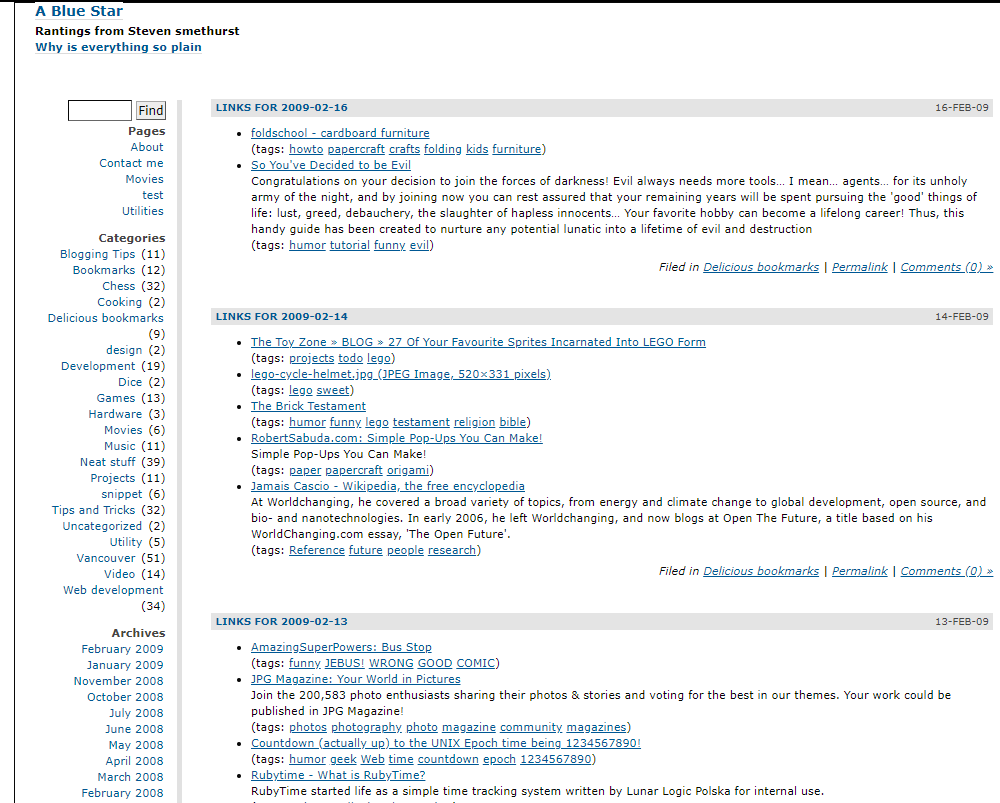 A Blue Star
Rantings from Steven smethurst
Why is everything so plain
Find
Pages
About
Contact me
Movies
test
Utilities
Categories
Blogging Tips (11)
Bookmarks (12)
Chess (32)
Cooking (2)
Delicious bookmarks
(9)
design (2)
Development (19)
Dice (2)
Games (13)
Hardware (3)
Movies (6)
Music (11)
Neat stuff (39)
Projects (11)
snippet (6)
Tips and Tricks (32)
Uncategorized (2)
Utility (5)
Vancouver (51)
Video (14)
Web development
(34)
Archives
February 2009
January 2009
November 2008
October 2008
July 2008
June 2008
May 2008
April 2008
March 2008
February 2008
LINKS FOR 2009-02-16 16-FEB-09
foldschool - cardboard furniture
(tags: howto papercraft crafts folding kids furniture)
So You've Decided to be Evil
Congratulations on your decision to join the forces of darkness! Evil always needs more tools… I mean… agents… for its unholy
army of the night, and by joining now you can rest assured that your remaining years will be spent pursuing the 'good' things of
life: lust, greed, debauchery, the slaughter of hapless innocents… Your favorite hobby can become a lifelong career! Thus, this
handy guide has been created to nurture any potential lunatic into a lifetime of evil and destruction
(tags: humor tutorial funny evil)
Filed in Delicious bookmarks | Permalink | Comments (0) »
LINKS FOR 2009-02-14 14-FEB-09
The Toy Zone » BLOG » 27 Of Your Favourite Sprites Incarnated Into LEGO Form
(tags: projects todo lego)
lego-cycle-helmet.jpg (JPEG Image, 520×331 pixels)
(tags: lego sweet)
The Brick Testament
(tags: humor funny lego testament religion bible)
RobertSabuda.com: Simple Pop-Ups You Can Make!
Simple Pop-Ups You Can Make!
(tags: paper papercraft origami)
Jamais Cascio - Wikipedia, the free encyclopedia
At Worldchanging, he covered a broad variety of topics, from energy and climate change to global development, open source, and
bio- and nanotechnologies. In early 2006, he left Worldchanging, and now blogs at Open The Future, a title based on his
WorldChanging.com essay, 'The Open Future'.
(tags: Reference future people research)
Filed in Delicious bookmarks | Permalink | Comments (0) »
LINKS FOR 2009-02-13 13-FEB-09
AmazingSuperPowers: Bus Stop
(tags: funny JEBUS! WRONG GOOD COMIC)
JPG Magazine: Your World in Pictures
Join the 200,583 photo enthusiasts sharing their photos & stories and voting for the best in our themes. Your work could be
published in JPG Magazine!
(tags: photos photography photo magazine community magazines)
Countdown (actually up) to the UNIX Epoch time being 1234567890!
(tags: humor geek Web time countdown epoch 1234567890)
Rubytime - What is RubyTime?
RubyTime started life as a simple time tracking system written by Lunar Logic Polska for internal use.